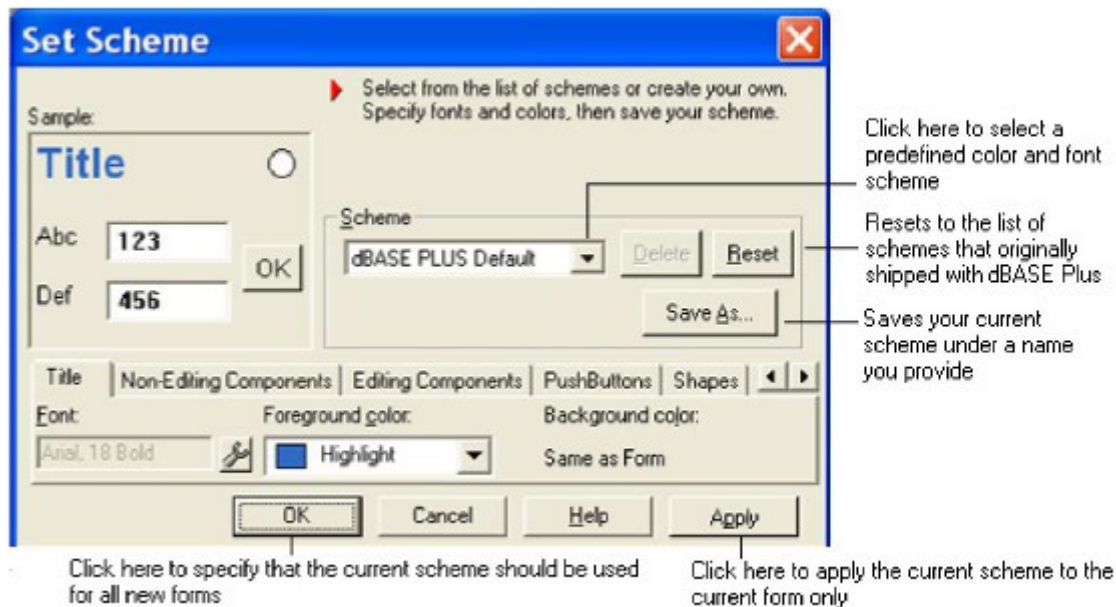 Set Scheme
Select from the list of schemes or create your own.
Specify fonts and colors, then save your scheme.
Sample:
Title
Abc 123
Def 456
OK
Scheme
dBASE PLUS Default
Delete
Reset
Save As...
Click here to select a
predefined color and font
scheme
Resets to the list of
schemes that originally
shipped with dBASE Plus
Saves your current
scheme under a name
you provide
Title Non-Editing Components Editing Components PushButtons Shapes
Font: Foreground color: Background color:
Arial, 18 Bold Highlight Same as Form
OK Cancel Help Apply
Click here to specify that the current scheme should be used
for all new forms
Click here to apply the current scheme to the
current form only